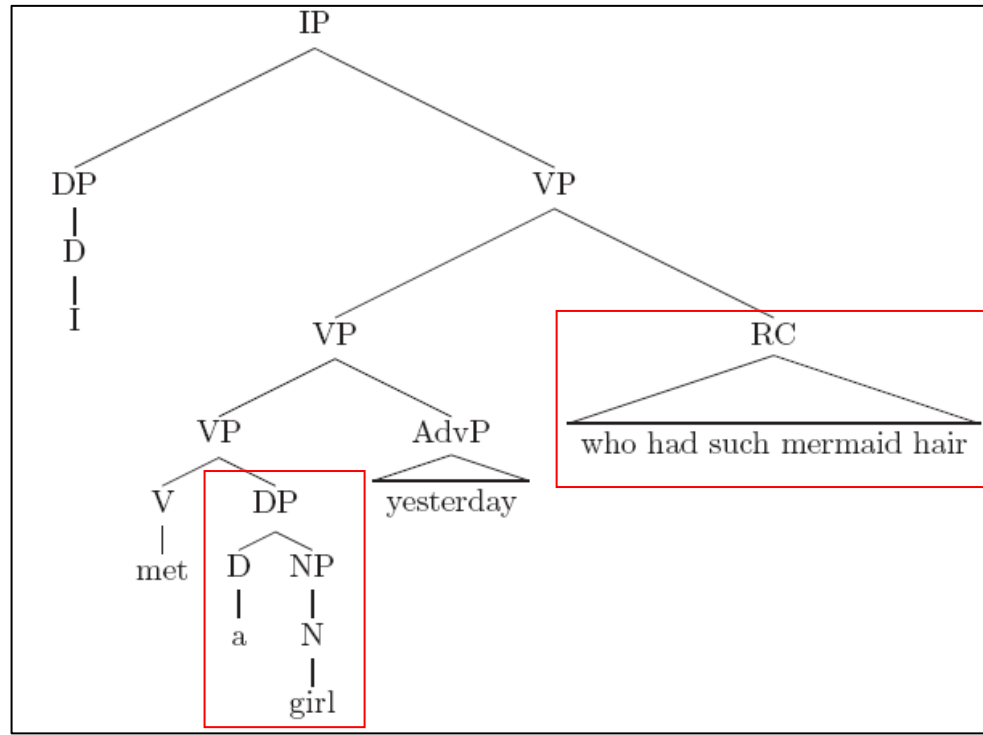 IP
DP VP
D
I
VP RC
who had such mermaid hair
VP AdvP
yesterday
V DP
met
D NP
a N
girl